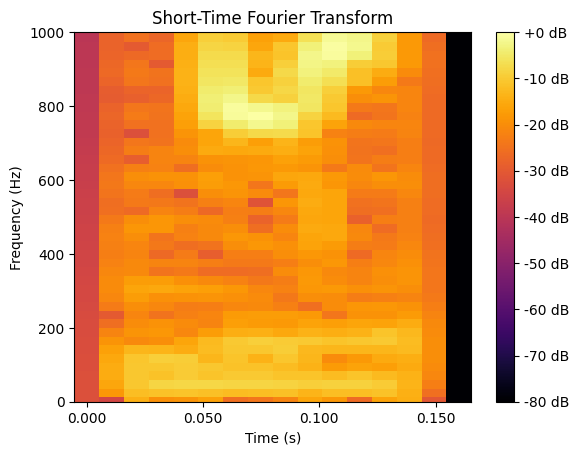 Short-Time Fourier Transform
1000
800
600
400
200
0
Frequency (Hz)
0.000
0.050
0.100
0.150
Time (s)
+0 dB
-10 dB
-20 dB
-30 dB
-40 dB
-50 dB
-60 dB
-70 dB
-80 dB